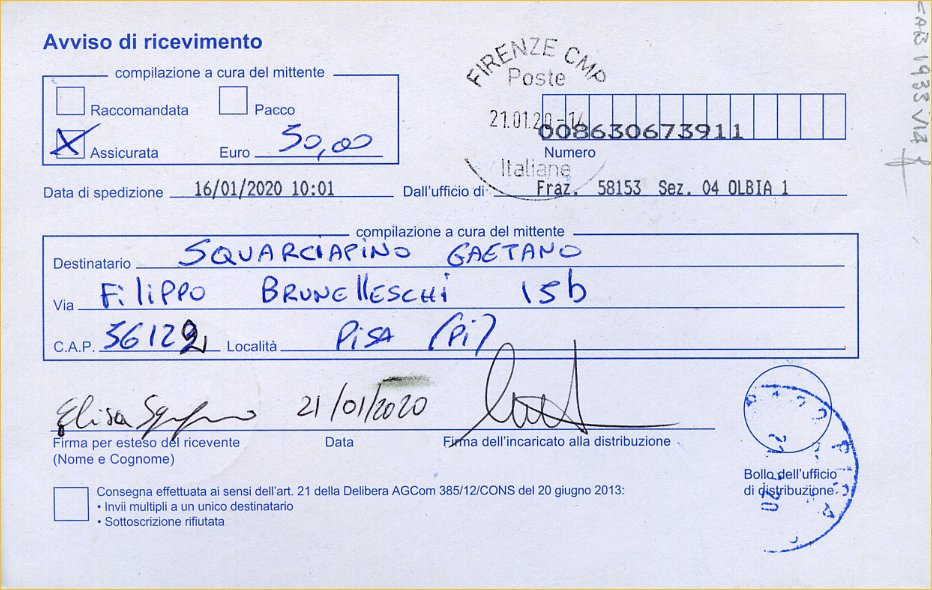 Avviso di ricevimento
compilazione a cura del mittente
Raccomandata Pacco
Assicurata Euro 50,00
FIRENZE CMP
Poste
21.01.20-14
Italiane
008630673911
Numero
Data di spedizione 16/01/2020 10:01 Dall'ufficio di Fraz. 58153 Sez. 04 OLBIA 1
compilazione a cura del mittente
Destinatario SQUARCIAPINO GAETANO
Via FILIPPO BRUNELLESCHI 15b
C.A.P. 56122 Località PISA (PI)
Elisa 21/01/2020
Firma per esteso del ricevente Data Firma dell'incaricato alla distribuzione
(Nome e Cognome)
Bollo dell'ufficio
di distribuzione
Consegna effettuata ai sensi dell'art. 21 della Delibera AGCom 385/12/CONS del 20 giugno 2013:
• Invii multipli a un unico destinatario
• Sottoscrizione rifiutata